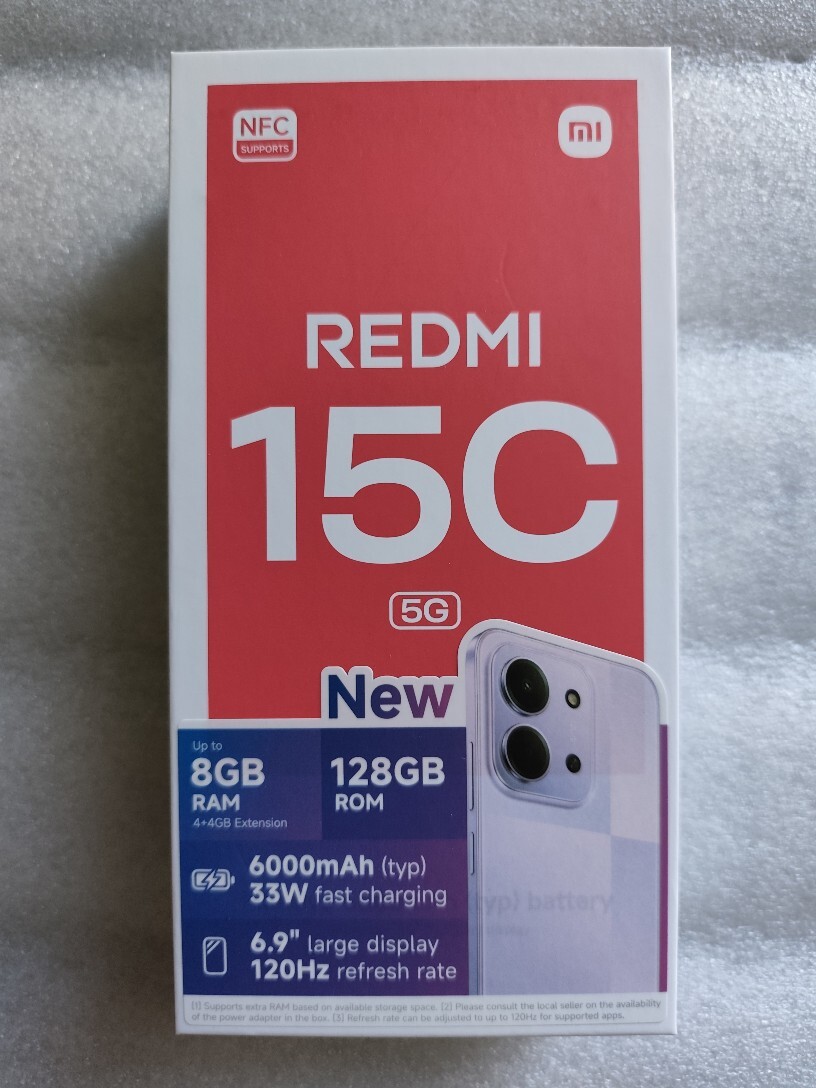 NFC
SUPPORTS
mi
REDMI
15C
5G
New
Up to
8GB
RAM
4+4GB Extension
128GB
ROM
6000mAh (typ)
33W fast charging
(typ) battery
6.9" large display
120Hz refresh rate
[1] Supports extra RAM based on available storage space. [2] Please consult the local seller on the availability
of the power adapter in the box. [3] Refresh rate can be adjusted to up to 120Hz for supported apps.